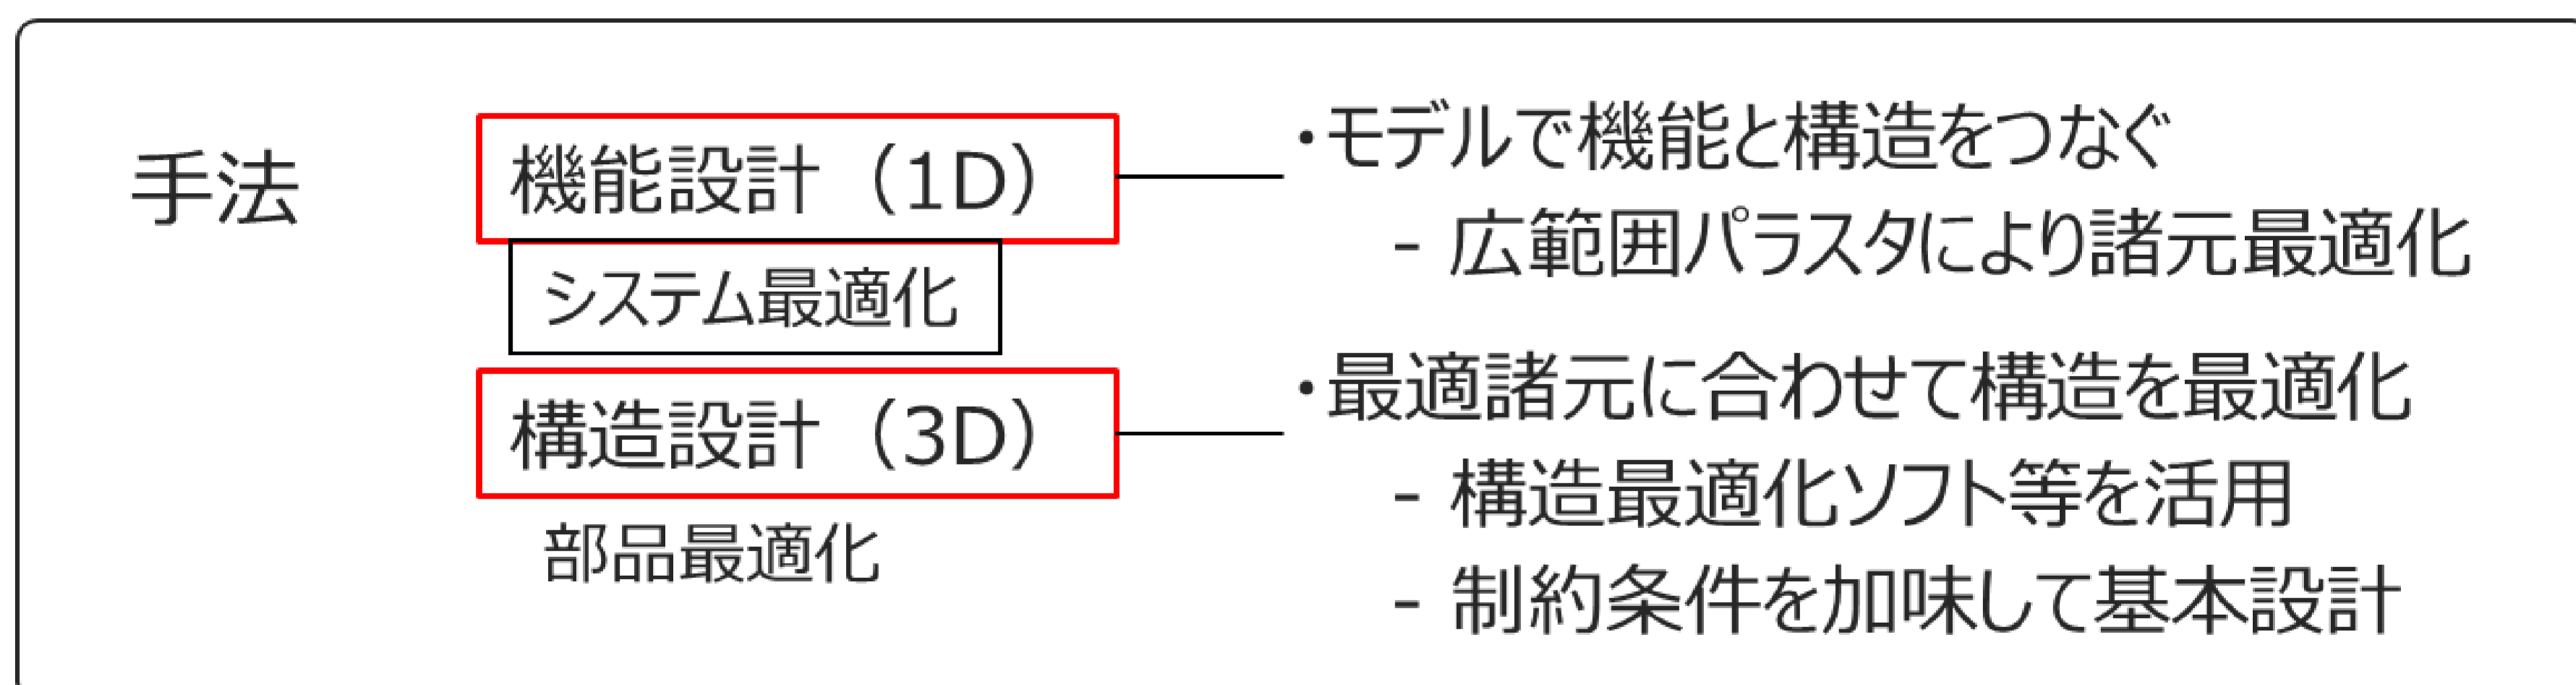 手法
機能設計（1D）
システム最適化
構造設計（3D）
部品最適化
・モデルで機能と構造をつなぐ
- 広範囲パラスタにより諸元最適化
・最適諸元に合わせて構造を最適化
- 構造最適化ソフト等を活用
- 制約条件を加味して基本設計